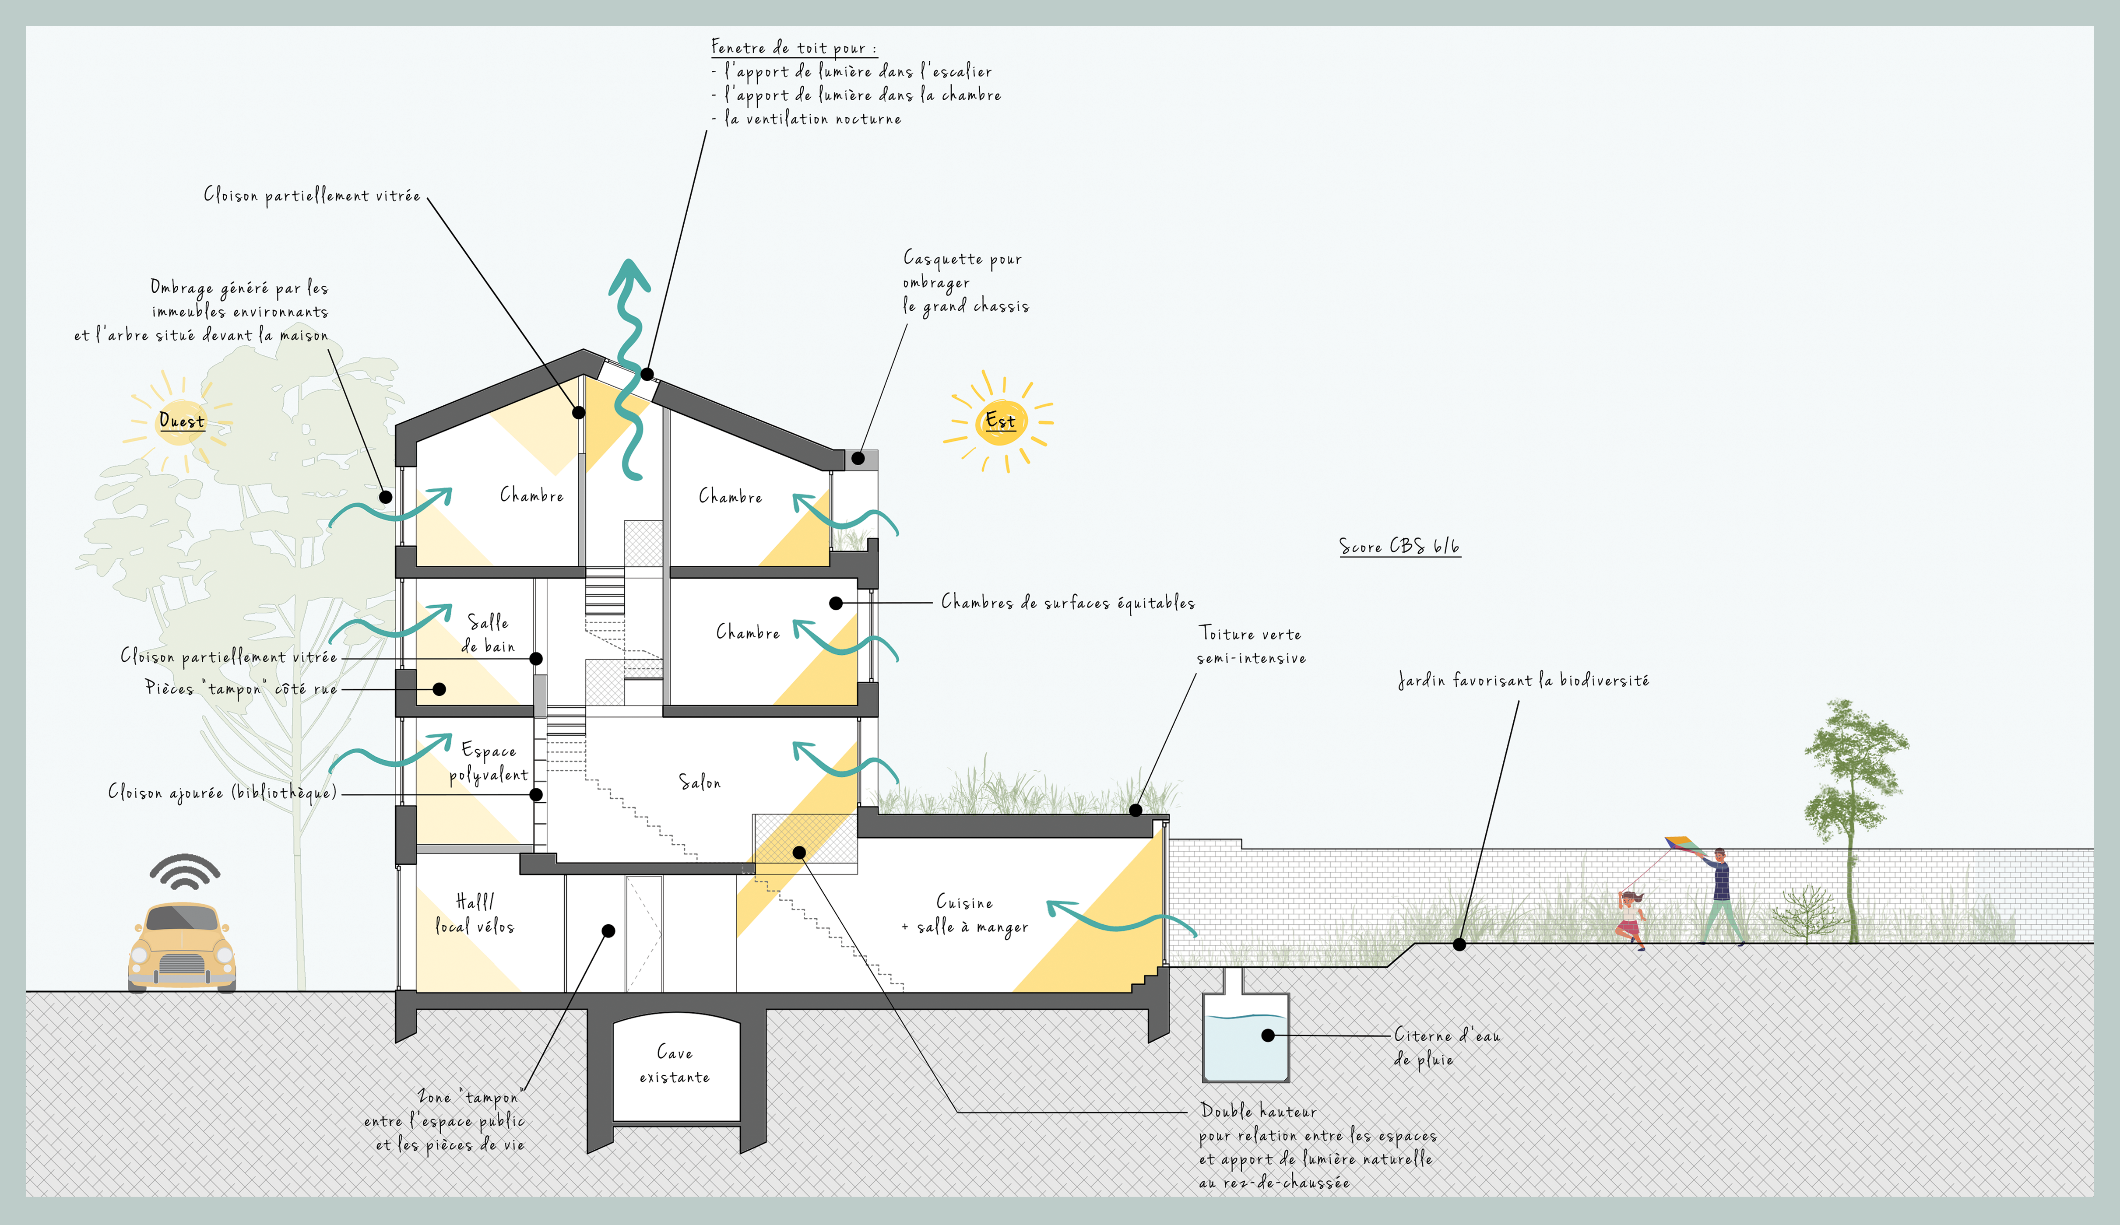 Fenetre de toit pour :
- l'apport de lumière dans l'escalier
- l'apport de lumière dans la chambre
- la ventilation nocturne
Cloison partiellement vitrée
Casquette pour
ombrager
le grand chassis
Ombrage généré par les
immeubles environnants
et l'arbre situé devant la maison
Ouest
Est
Chambre
Chambre
Score CBS 6/6
Chambres de surfaces équitables
Salle
de bain
Chambre
Toiture verte
semi-intensive
Cloison partiellement vitrée
Pièces "tampon" côté rue
Jardin favorisant la biodiversité
Espace
polyvalent
Salon
Cloison ajourée (bibliothèque)
Hall/
local vélos
Cuisine
+ salle à manger
Cave
existante
Citerne d'eau
de pluie
Zone "tampon"
entre l'espace public
et les pièces de vie
Double hauteur
pour relation entre les espaces
et apport de lumière naturelle
au rez-de-chaussée